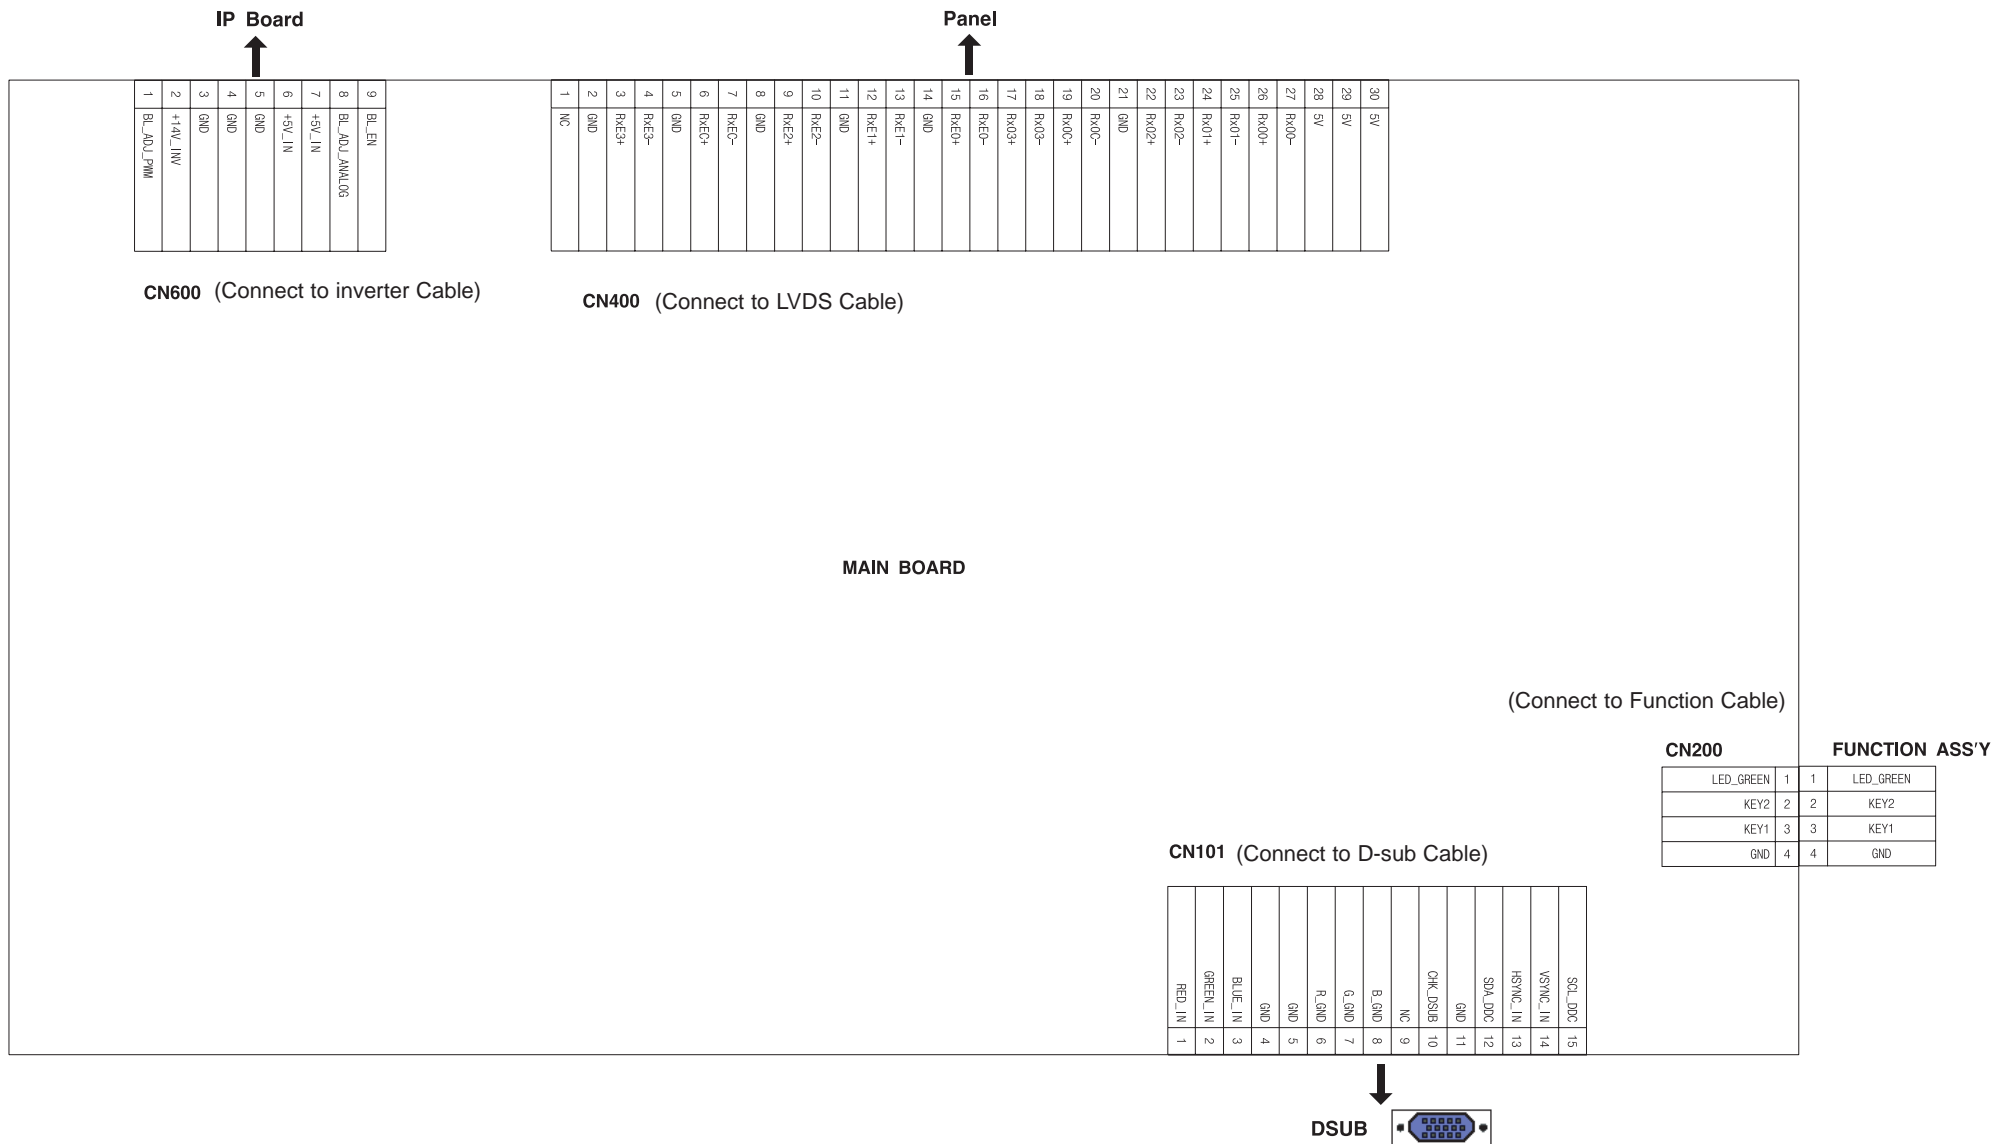 IP Board
Panel
1 2 3 4 5 6 7 8 9
BL_ADJ_PWM
+14V_INV
GND
GND
GND
+5V_IN
+5V_IN
BL_ADJ_ANALOG
BL_EN
1 2 3 4 5 6 7 8 9 10 11 12 13 14 15 16 17 18 19 20 21 22 23 24 25 26 27 28 29 30
NC
GND
RxE3+
RxE3-
GND
RxEC+
RxEC-
GND
RxE2+
RxE2-
GND
RxE1+
RxE1-
GND
RxE0+
RxE0-
RxO3+
RxO3-
RxOC+
RxOC-
GND
RxO2+
RxO2-
RxO1+
RxO1-
RxO0+
RxO0-
5V
5V
5V
CN600 (Connect to inverter Cable)
CN400 (Connect to LVDS Cable)
MAIN BOARD
(Connect to Function Cable)
CN200 FUNCTION ASS'Y
LED_GREEN 1 1 LED_GREEN
KEY2 2 2 KEY2
KEY1 3 3 KEY1
GND 4 4 GND
CN101 (Connect to D-sub Cable)
RED_IN
GREEN_IN
BLUE_IN
GND
GND
R_GND
G_GND
B_GND
NC
CHK_DSUB
GND
SDA_DDC
HSYNC_IN
VSYNC_IN
SCL_DDC
1 2 3 4 5 6 7 8 9 10 11 12 13 14 15
DSUB